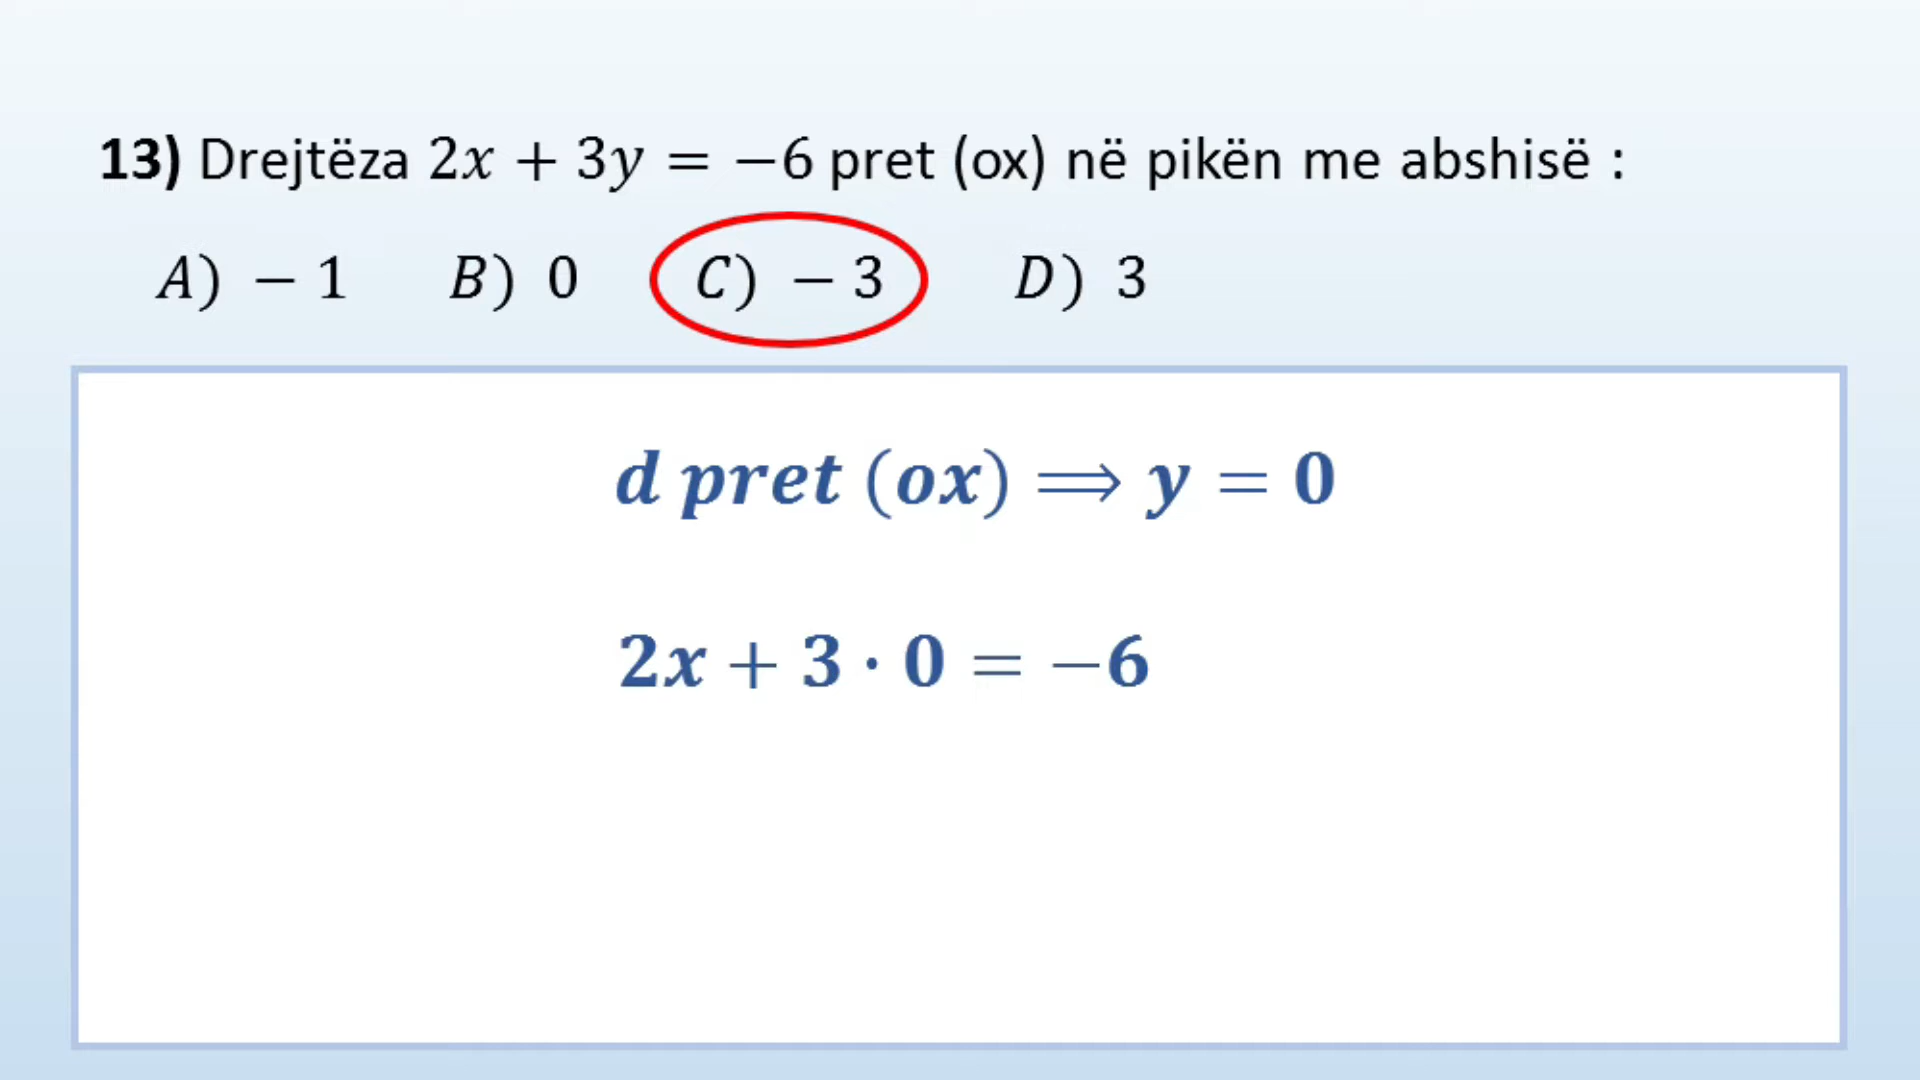 13) Drejtëza 2x + 3y = −6 pret (ox) në pikën me abshisë :
A) − 1 B) 0 C) − 3 D) 3
d pret (ox) ⟹ y = 0
2x + 3 · 0 = −6